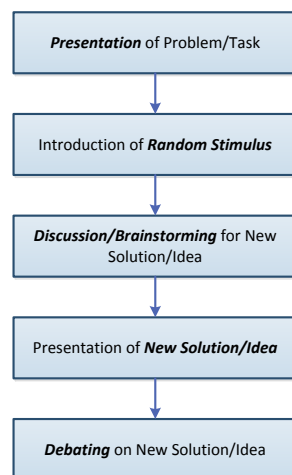 Presentation of Problem/Task
Introduction of Random Stimulus
Discussion/Brainstorming for New
Solution/Idea
Presentation of New Solution/Idea
Debating on New Solution/Idea